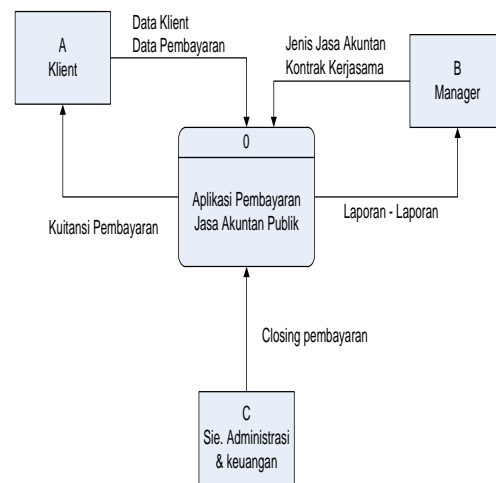 Data Klient
Data Pembayaran
A
Klient
Jenis Jasa Akuntan
Kontrak Kerjasama
B
Manager
0
Aplikasi Pembayaran
Jasa Akuntan Publik
Kuitansi Pembayaran
Laporan - Laporan
Closing pembayaran
C
Sie. Administrasi
& keuangan